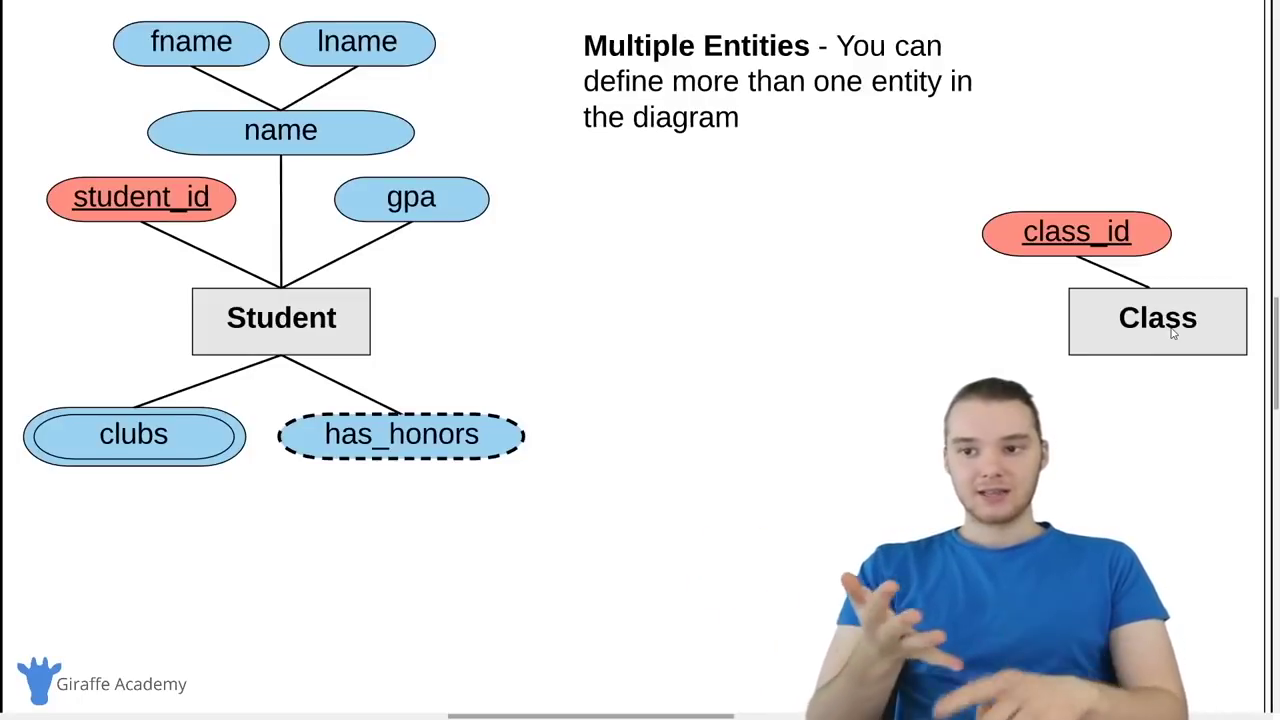 fname lname
name
student_id gpa
Student
clubs has_honors
Multiple Entities - You can
define more than one entity in
the diagram
class_id
Class
Giraffe Academy